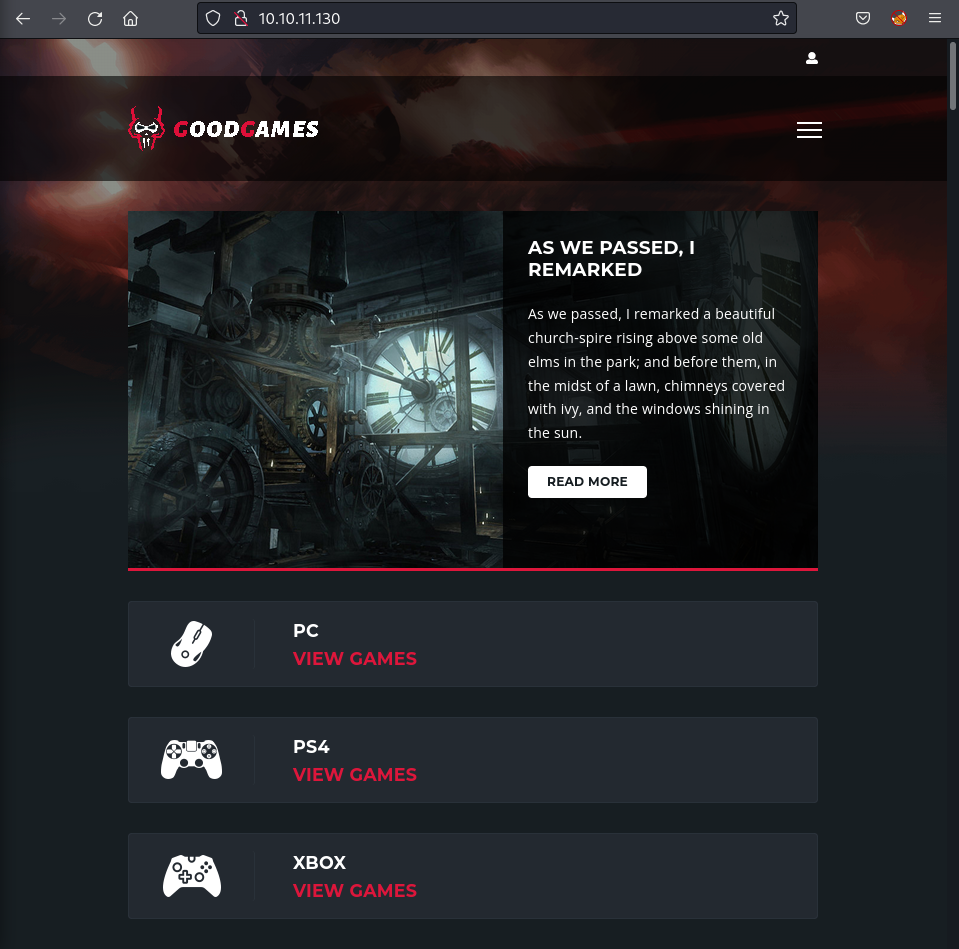 10.10.11.130
GOODGAMES
AS WE PASSED, I
REMARKED
As we passed, I remarked a beautiful
church-spire rising above some old
elms in the park; and before them, in
the midst of a lawn, chimneys covered
with ivy, and the windows shining in
the sun.
READ MORE
PC
VIEW GAMES
PS4
VIEW GAMES
XBOX
VIEW GAMES